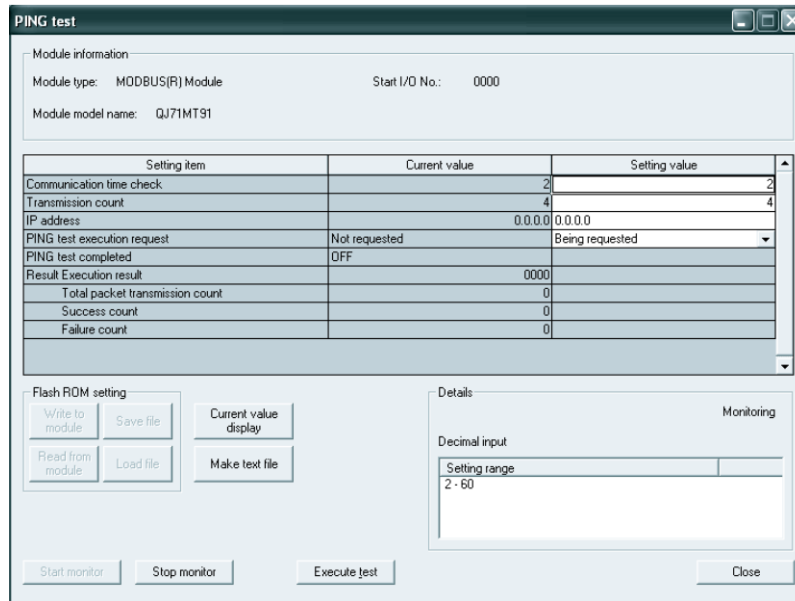 PING test
Module information
Module type: MODBUS(R) Module Start I/O No.: 0000
Module model name: QJ71MT91
Setting item Current value Setting value
Communication time check 2 2
Transmission count 4 4
IP address 0.0.0.0 0.0.0.0
PING test execution request Not requested Being requested
PING test completed OFF
Result Execution result 0000
Total packet transmission count 0
Success count 0
Failure count 0
Flash ROM setting
Write to module
Save file
Read from module
Load file
Current value display
Make text file
Details
Monitoring
Decimal input
Setting range
2 - 60
Start monitor Stop monitor Execute test Close